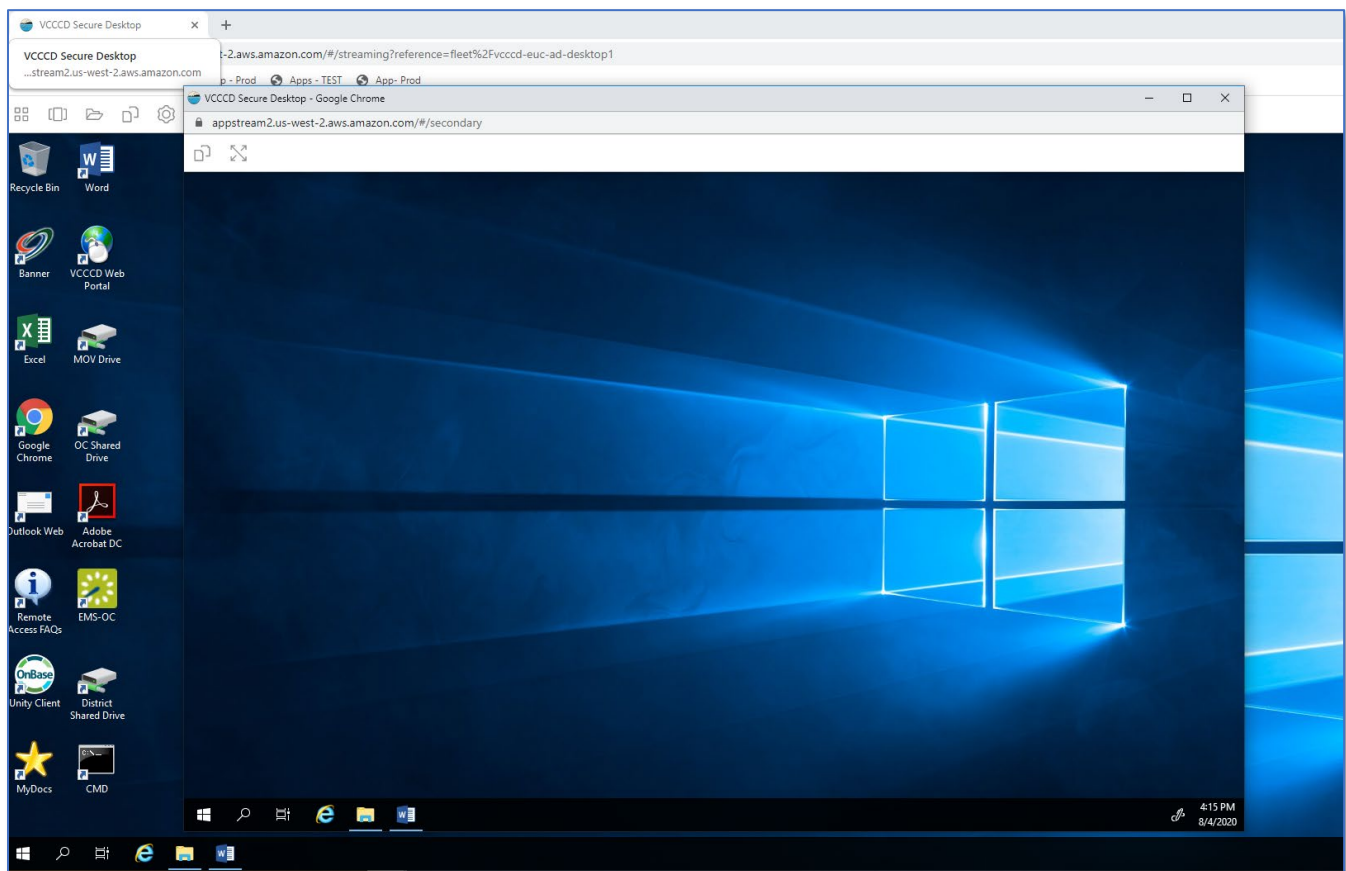 VCCCD Secure Desktop
VCCCD Secure Desktop
...stream2.us-west-2.aws.amazon.com
t-2.aws.amazon.com/#/streaming?reference=fleet%2Fvcccd-euc-ad-desktop1
p - Prod Apps - TEST App- Prod
VCCCD Secure Desktop - Google Chrome
appstream2.us-west-2.aws.amazon.com/#/secondary
Recycle Bin
Word
Banner
VCCCD Web
Portal
Excel
MOV Drive
Google
Chrome
OC Shared
Drive
Outlook Web
Adobe
Acrobat DC
Remote
Access FAQs
EMS-OC
OnBase
Unity Client
District
Shared Drive
MyDocs
CMD
4:15 PM
8/4/2020